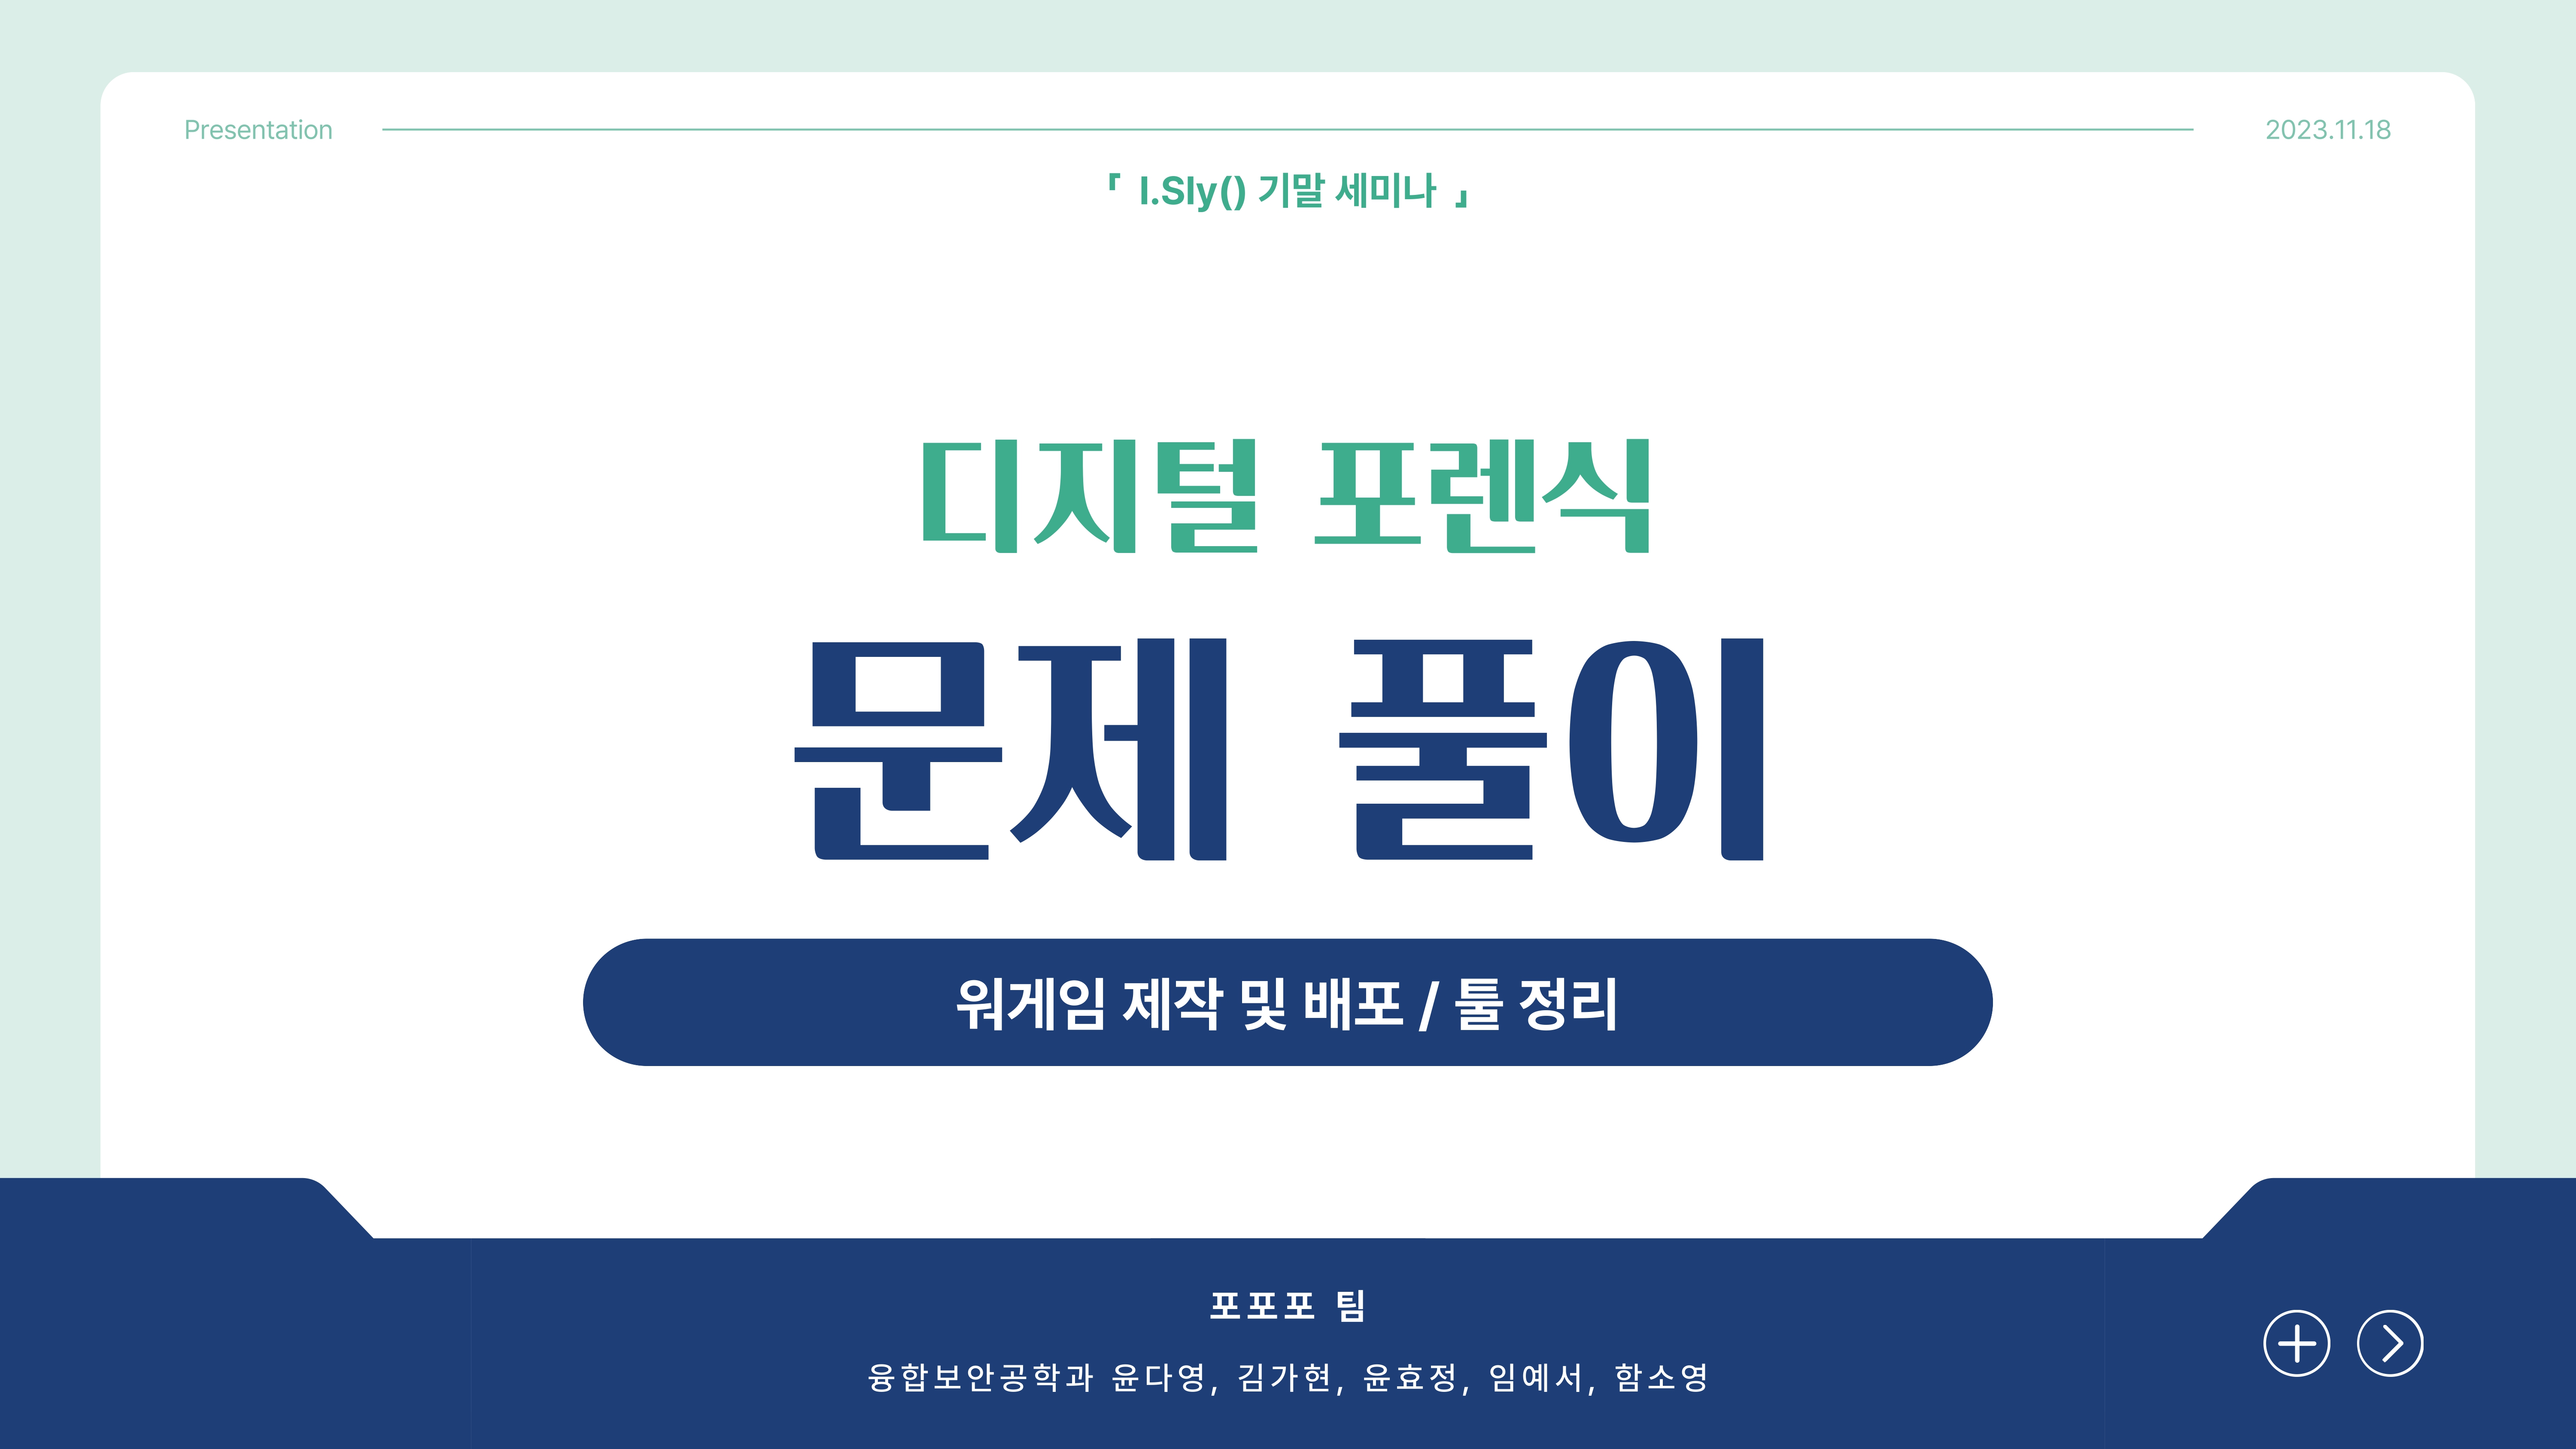 Presentation
2023.11.18
『 I.Sly() 기말 세미나 』
디지털 포렌식
문제 풀이
워게임 제작 및 배포 / 툴 정리
포포포 팀
융합보안공학과 윤다영, 김가현, 윤효정, 임예서, 함소영